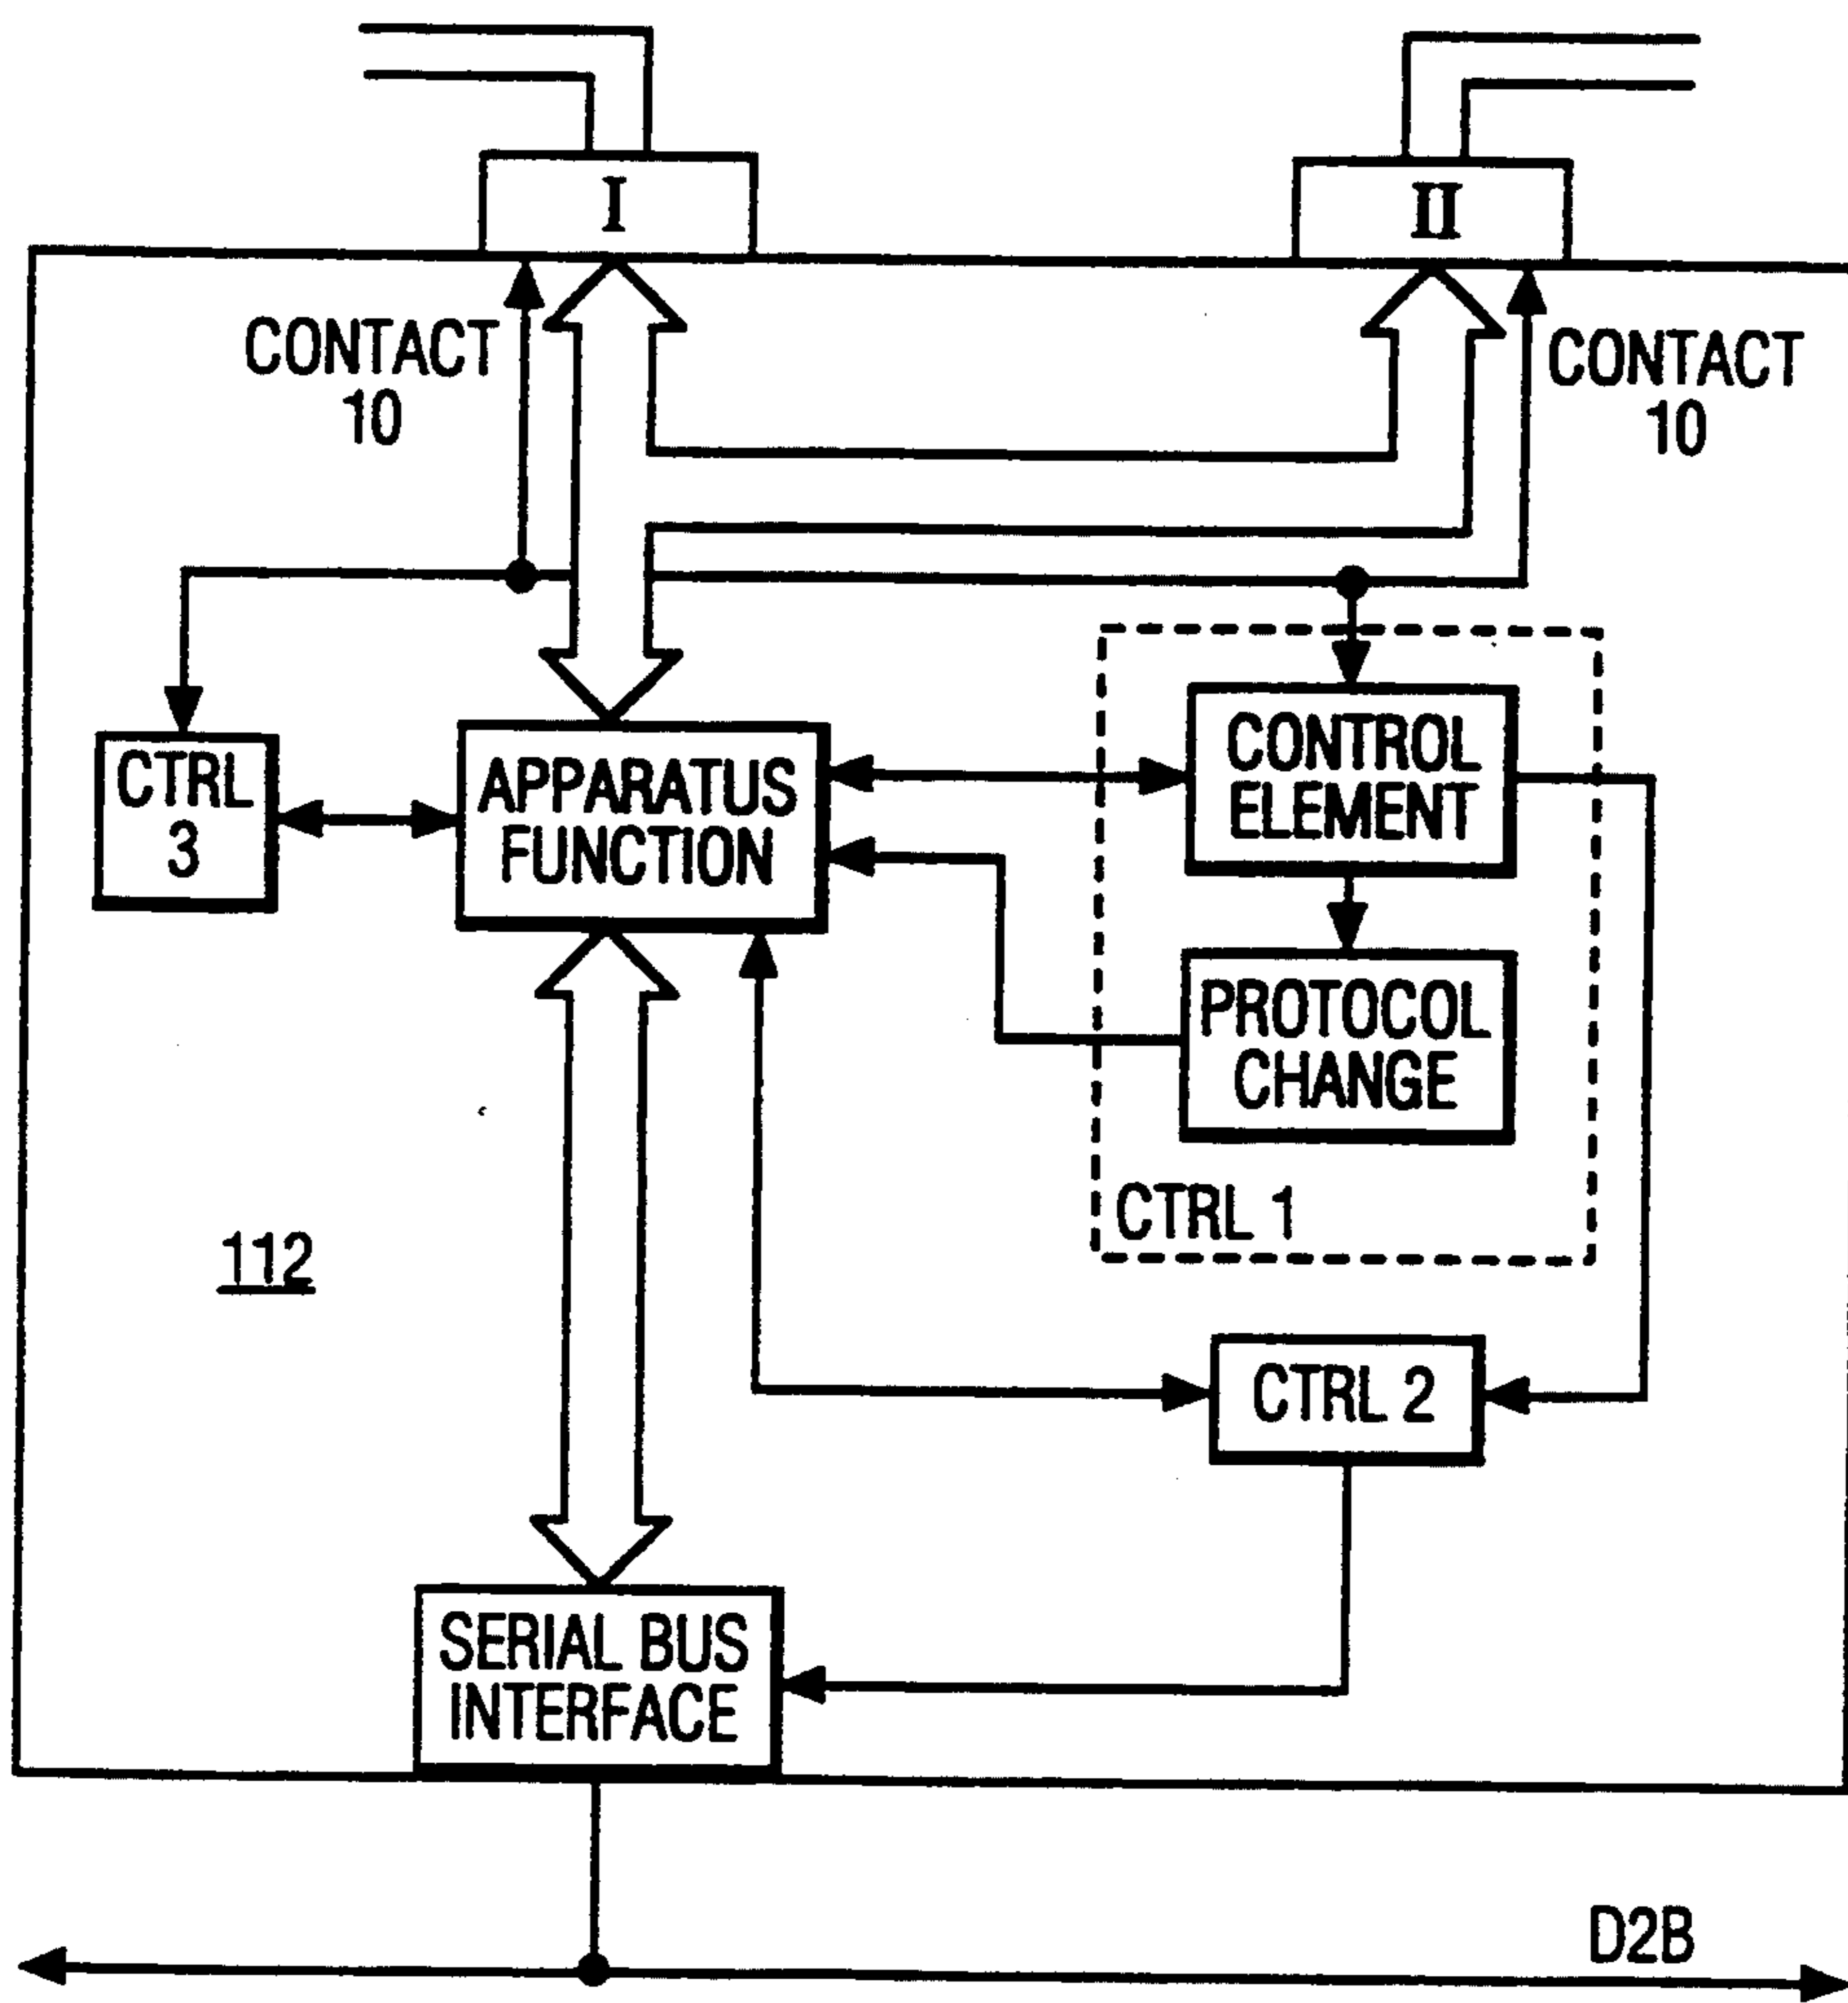 I
II
CONTACT
10
CONTACT
10
CTRL
3
APPARATUS
FUNCTION
CONTROL
ELEMENT
PROTOCOL
CHANGE
CTRL 1
112
CTRL 2
SERIAL BUS
INTERFACE
D2B